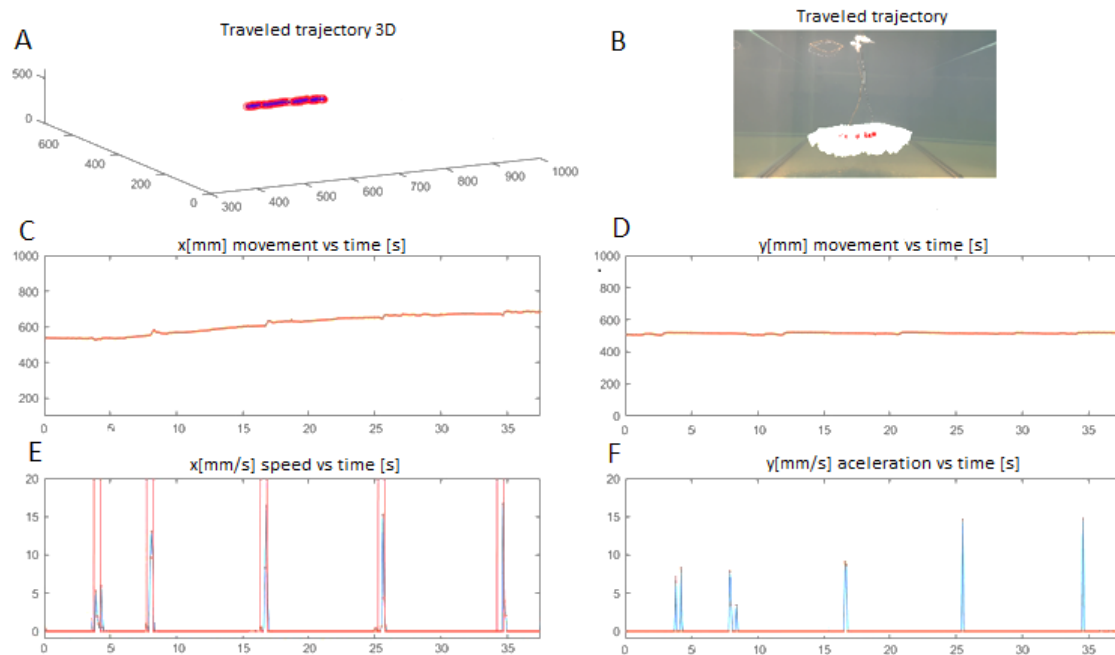 A
Traveled trajectory 3D
500
0
600
400
200
0
300
400
500
600
700
800
900
1000
B
Traveled trajectory
C
x[mm] movement vs time [s]
1000
800
600
400
200
0 5 10 15 20 25 30 35
D
y[mm] movement vs time [s]
1000
800
600
400
200
0
0 5 10 15 20 25 30 35
E
x[mm/s] speed vs time [s]
20
15
10
5
0
0 5 10 15 20 25 30 35
F
y[mm/s] aceleration vs time [s]
20
15
10
5
0
0 5 10 15 20 25 30 35